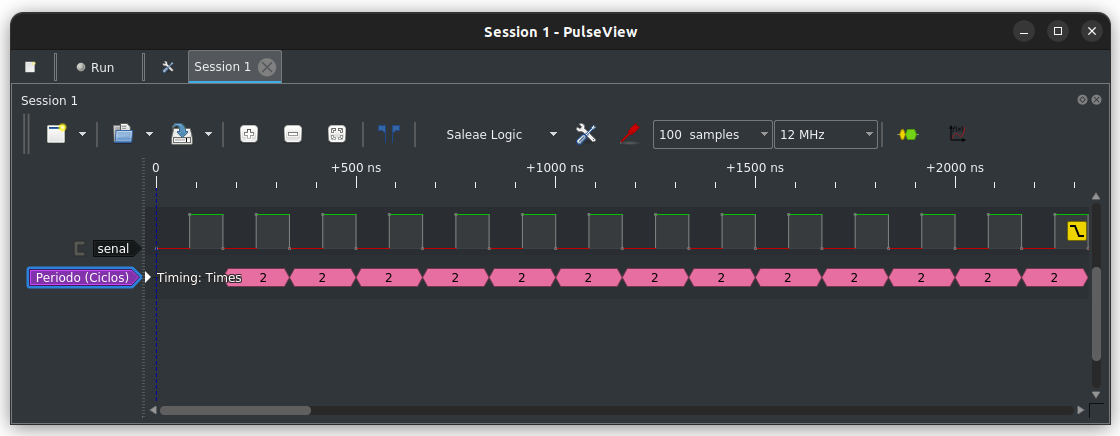 Session 1 - PulseView
Run
Session 1
Session 1
Saleae Logic
100 samples
12 MHz
0 +500 ns +1000 ns +1500 ns +2000 ns
senal
Periodo (Ciclos) Timing: Times 2 2 2 2 2 2 2 2 2 2 2 2 2